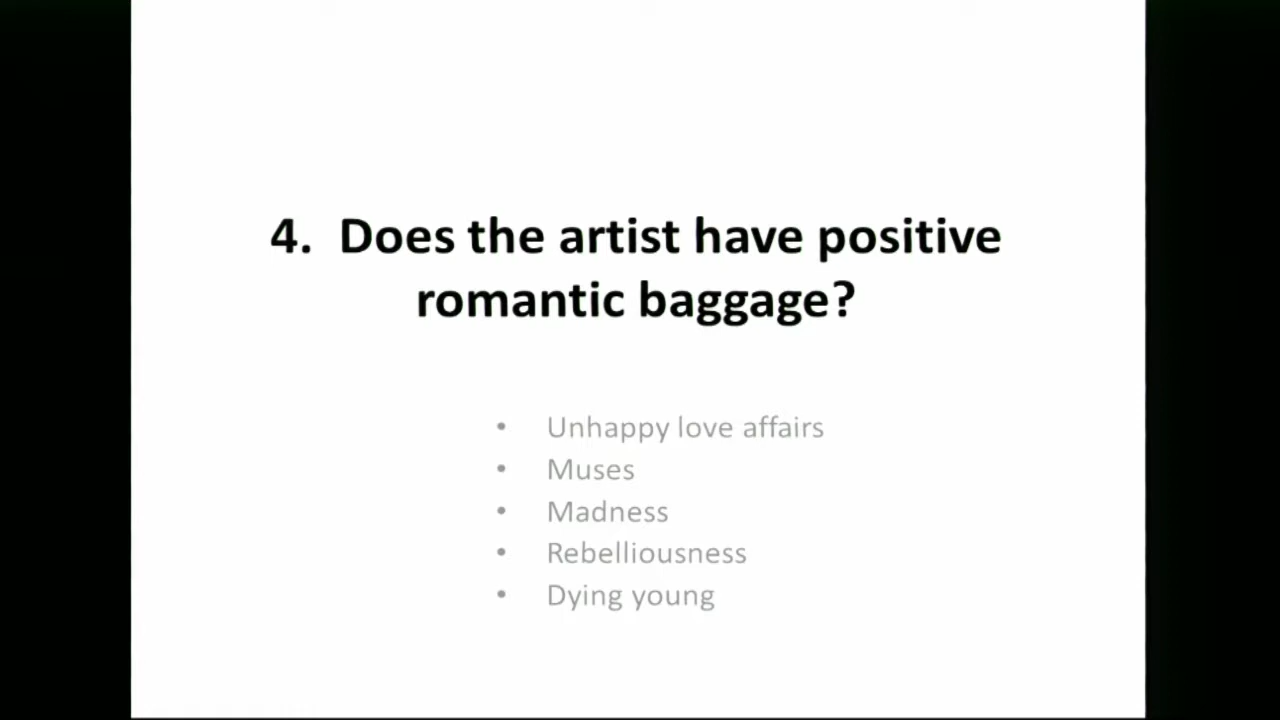 4. Does the artist have positive
romantic baggage?
• Unhappy love affairs
• Muses
• Madness
• Rebelliousness
• Dying young